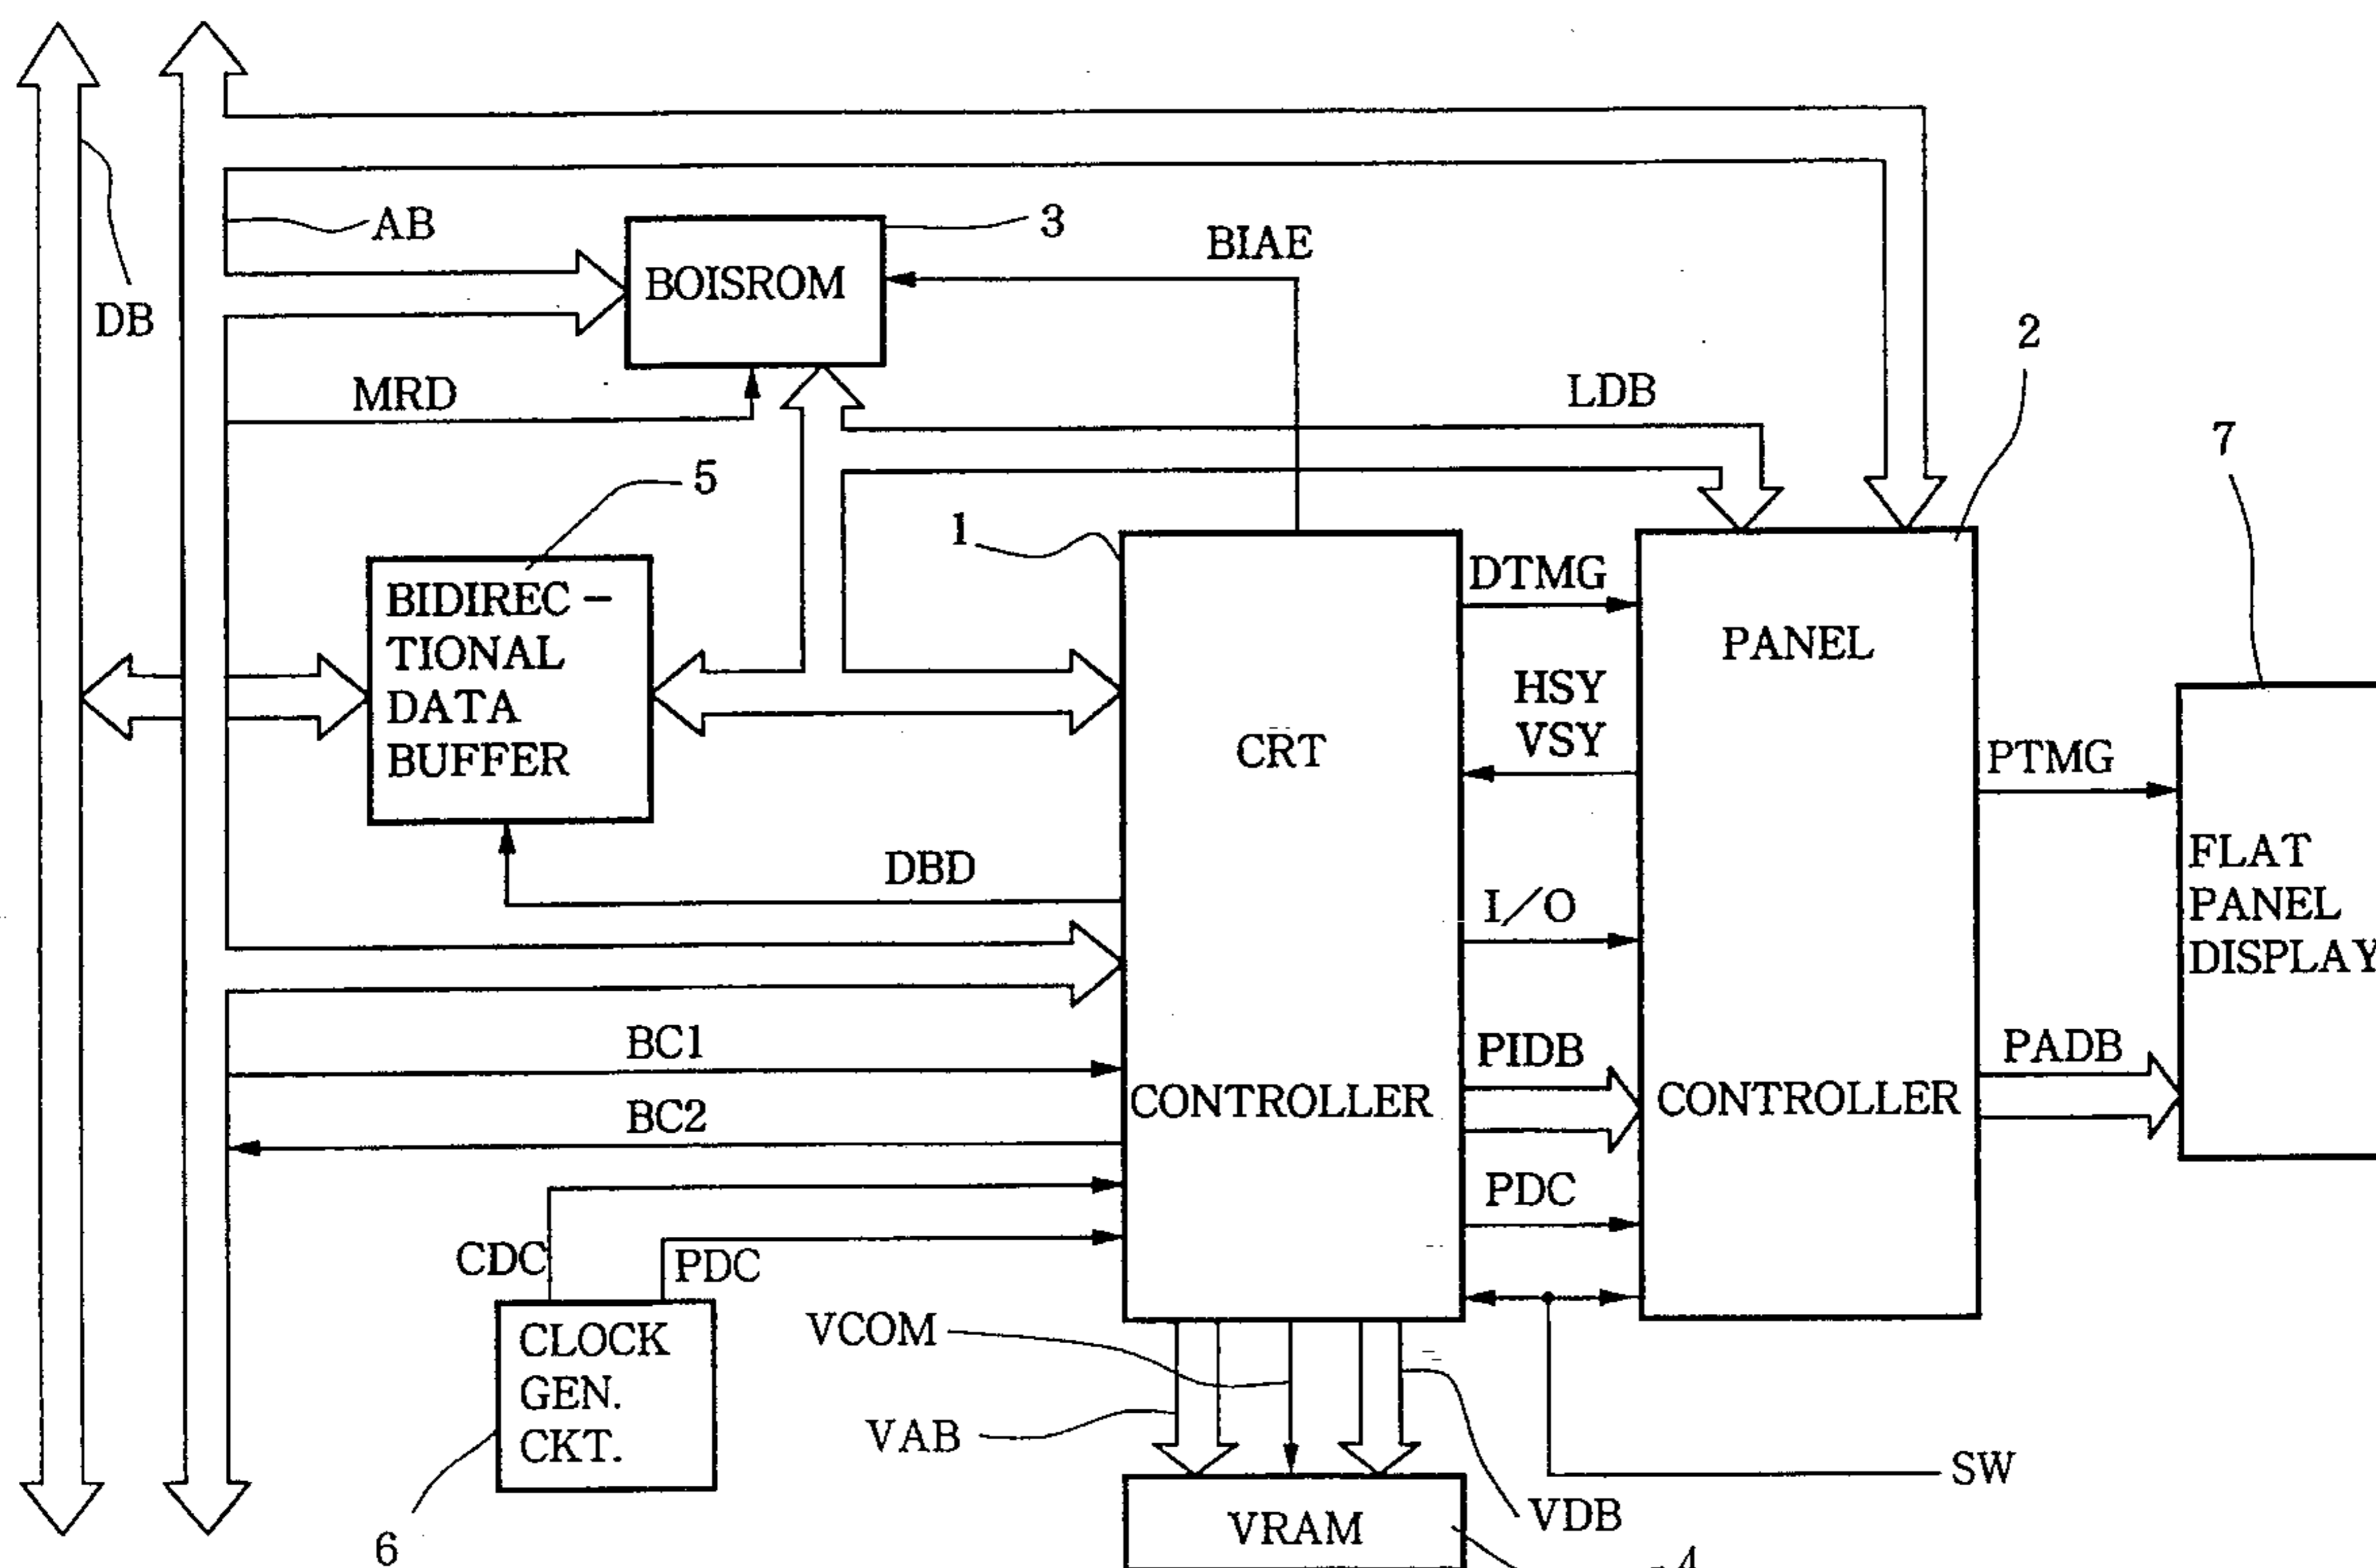 AB
3
BIAE
BOISROM
DB
2
MRD
LDB
7
5
1
DTMG
BIDIREC-
TIONAL
DATA
BUFFER
PANEL
HSY
VSY
CRT
PTMG
FLAT
PANEL
DISPLAY
DBD
I/O
BC1
PIDB
PADB
CONTROLLER
CONTROLLER
BC2
PDC
CDC
PDC
CLOCK
GEN.
CKT.
VCOM
VAB
SW
VDB
VRAM
6
4